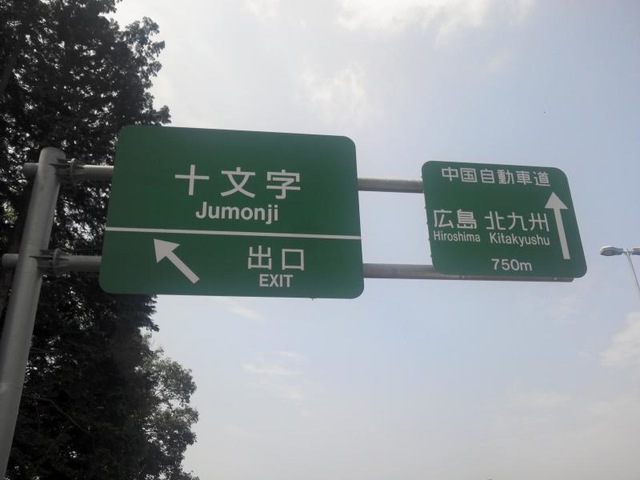 十文字
Jumonji
出口
EXIT
中国自動車道
広島 北九州
Hiroshima Kitakyushu
750m